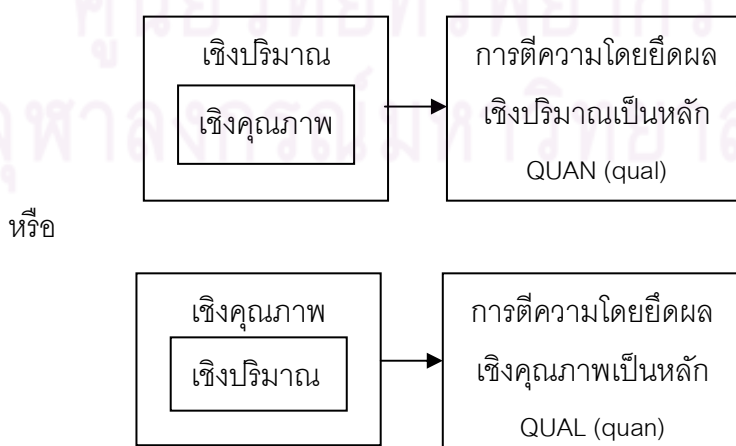 เชิงปริมาณ
เชิงคุณภาพ
การตีความโดยยึดผล
เชิงปริมาณเป็นหลัก
QUAN (qual)
หรือ
เชิงคุณภาพ
เชิงปริมาณ
การตีความโดยยึดผล
เชิงคุณภาพเป็นหลัก
QUAL (quan)